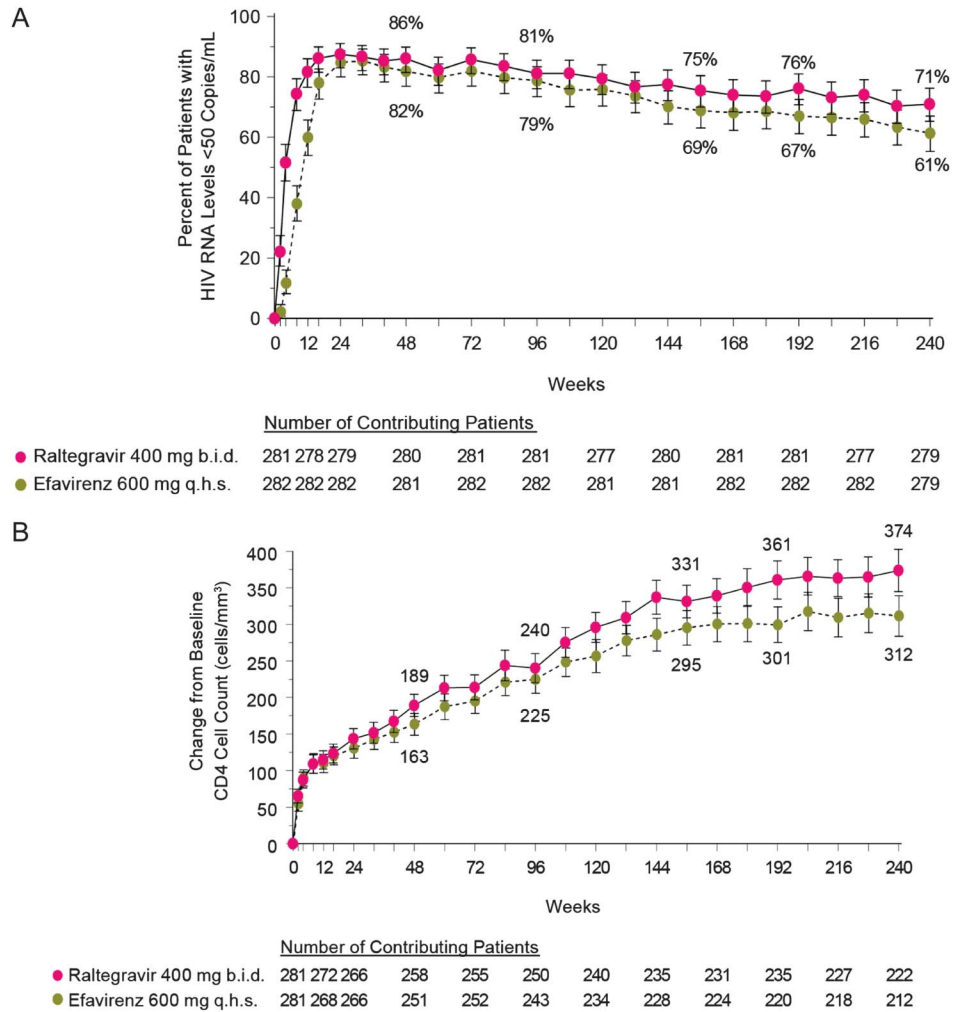 A
Percent of Patients with
HIV RNA Levels <50 Copies/mL
100
80
60
40
20
0
86%
82%
81%
79%
75%
69%
76%
67%
71%
61%
0 12 24 48 72 96 120 144 168 192 216 240
Weeks
Number of Contributing Patients
Raltegravir 400 mg b.i.d. 281 278 279 280 281 281 277 280 281 281 277 279
Efavirenz 600 mg q.h.s. 282 282 282 281 282 282 281 281 282 282 282 279
B
Change from Baseline
CD4 Cell Count (cells/mm³)
400
350
300
250
200
150
100
50
0
189
163
240
225
331
295
361
301
374
312
0 12 24 48 72 96 120 144 168 192 216 240
Weeks
Number of Contributing Patients
Raltegravir 400 mg b.i.d. 281 272 266 258 255 250 240 235 231 235 227 222
Efavirenz 600 mg q.h.s. 281 268 266 251 252 243 234 228 224 220 218 212